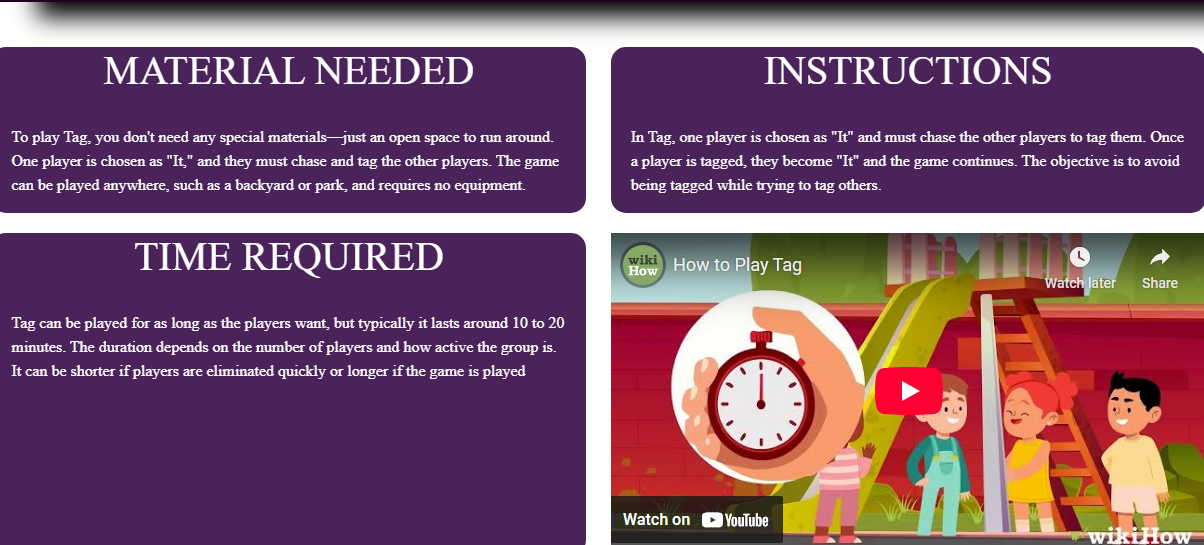 MATERIAL NEEDED
To play Tag, you don't need any special materials—just an open space to run around.
One player is chosen as "It," and they must chase and tag the other players. The game
can be played anywhere, such as a backyard or park, and requires no equipment.
INSTRUCTIONS
In Tag, one player is chosen as "It" and must chase the other players to tag them. Once
a player is tagged, they become "It" and the game continues. The objective is to avoid
being tagged while trying to tag others.
TIME REQUIRED
Tag can be played for as long as the players want, but typically it lasts around 10 to 20
minutes. The duration depends on the number of players and how active the group is.
It can be shorter if players are eliminated quickly or longer if the game is played
wiki
How
How to Play Tag
Watch later
Share
Watch on YouTube
wikiHow